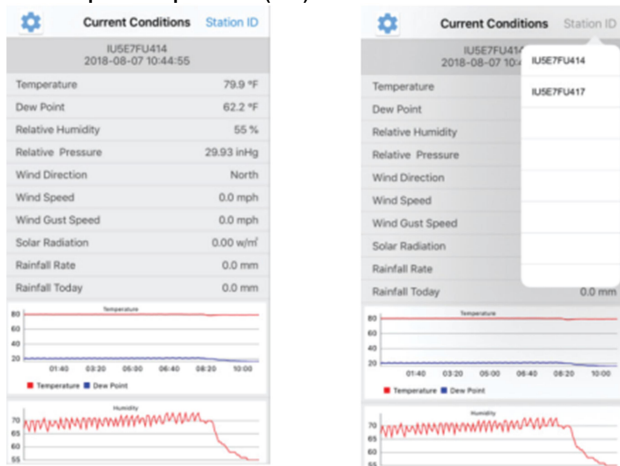 Current Conditions Station ID
IU5E7FU414
2018-08-07 10:44:55
Temperature 79.9 °F
Dew Point 62.2 °F
Relative Humidity 55 %
Relative Pressure 29.93 inHg
Wind Direction North
Wind Speed 0.0 mph
Wind Gust Speed 0.0 mph
Solar Radiation 0.00 w/㎡
Rainfall Rate 0.0 mm
Rainfall Today 0.0 mm
Temperature
80
60
40
20
01:40 03:20 05:00 06:40 08:20 10:00
Temperature Dew Point
Humidity
70
65
60
55
Current Conditions Station ID
IU5E7FU414
2018-08-07
IU5E7FU414
IU5E7FU417
Temperature
Dew Point
Relative Humidity
Relative Pressure
Wind Direction
Wind Speed
Wind Gust Speed
Solar Radiation
Rainfall Rate
Rainfall Today 0.0 mm
Temperature
80
60
40
20
01:40 03:20 05:00 06:40 08:20 10:00
Temperature Dew Point
Humidity
70
65
60
55